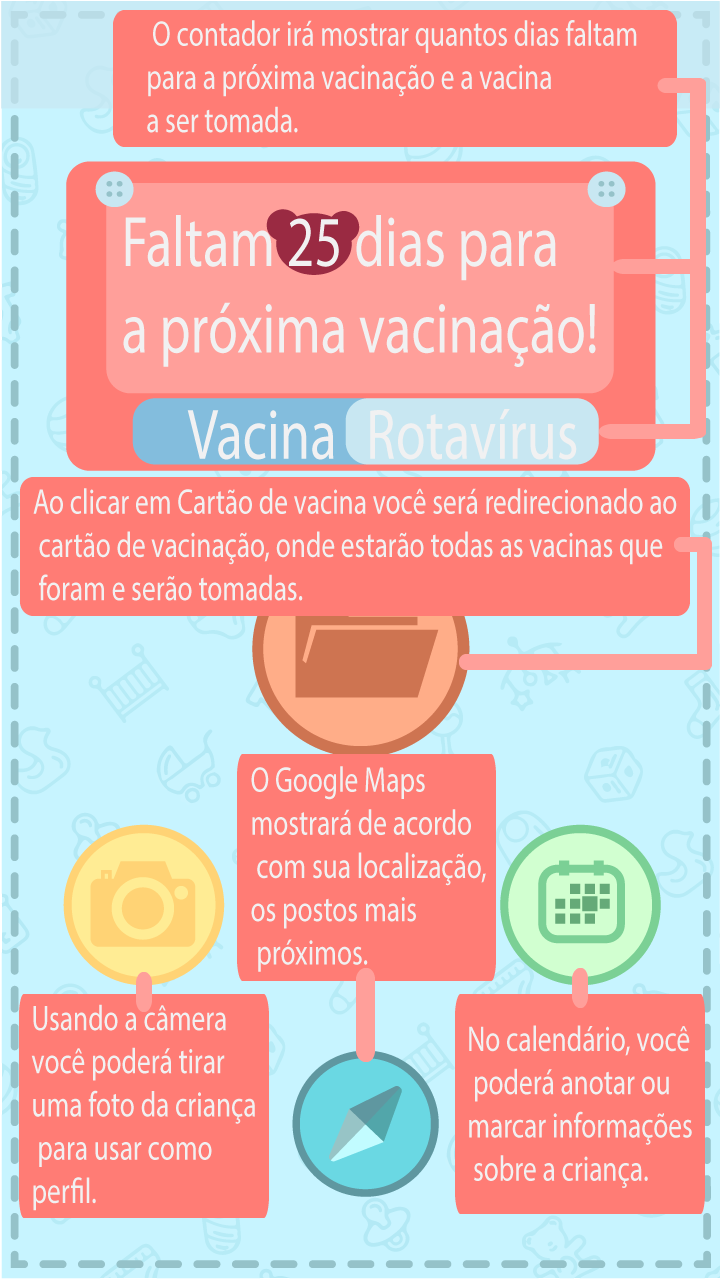 O contador irá mostrar quantos dias faltam
para a próxima vacinação e a vacina
a ser tomada.
Faltam 25 dias para
a próxima vacinação!
Vacina Rotavírus
Ao clicar em Cartão de vacina você será redirecionado ao
cartão de vacinação, onde estarão todas as vacinas que
foram e serão tomadas.
O Google Maps
mostrará de acordo
com sua localização,
os postos mais
próximos.
Usando a câmera
você poderá tirar
uma foto da criança
para usar como
perfil.
No calendário, você
poderá anotar ou
marcar informações
sobre a criança.